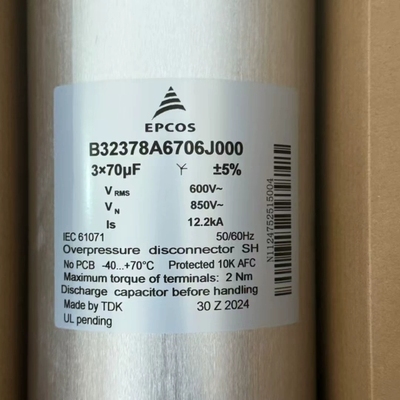 EPCOS
B32378A6706J000
3×70µF Y ±5%
V RMS 600V~
V N 850V~
Is 12.2kA
IEC 61071 50/60Hz
Overpressure disconnector SH
No PCB -40...+70°C Protected 10K AFC
Maximum torque of terminals: 2 Nm
Discharge capacitor before handling
Made by TDK 30 Z 2024
UL pending
N1124752515004